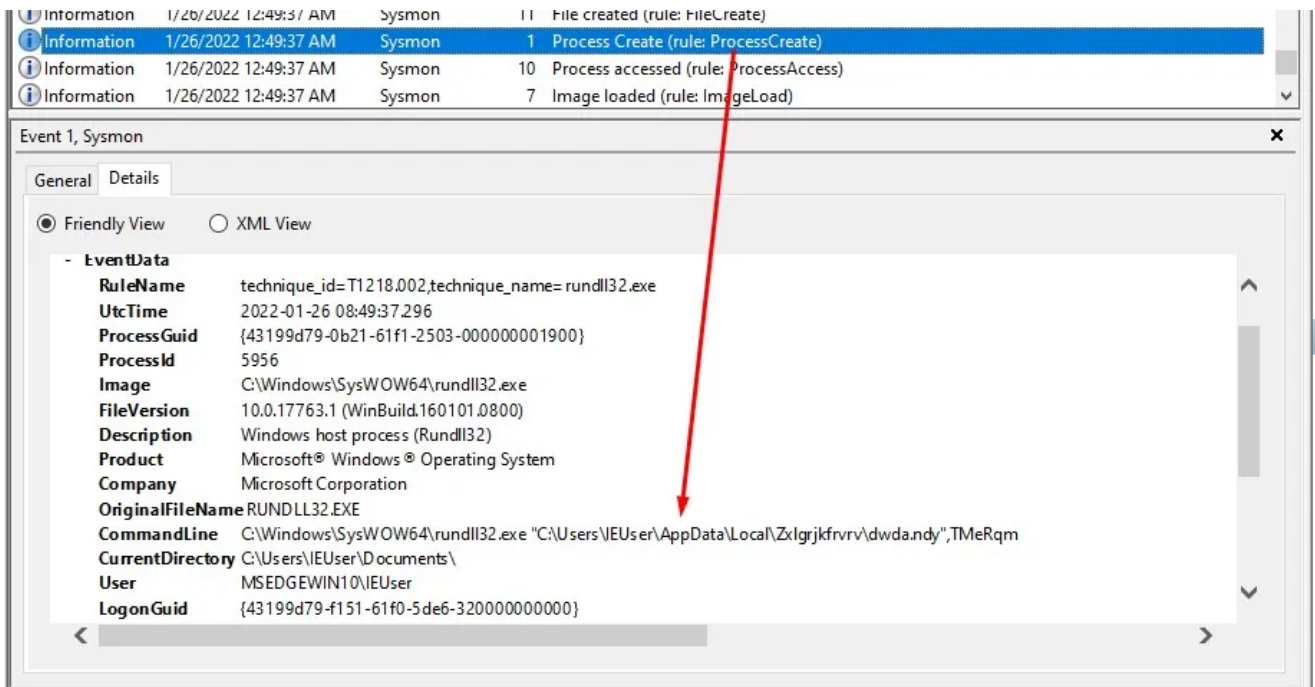 Information 1/26/2022 12:49:37 AM Sysmon 11 File created (rule: FileCreate)
Information 1/26/2022 12:49:37 AM Sysmon 1 Process Create (rule: ProcessCreate)
Information 1/26/2022 12:49:37 AM Sysmon 10 Process accessed (rule: ProcessAccess)
Information 1/26/2022 12:49:37 AM Sysmon 7 Image loaded (rule: ImageLoad)
Event 1, Sysmon
General Details
Friendly View XML View
- EventData
RuleName technique_id=T1218.002,technique_name= rundll32.exe
UtcTime 2022-01-26 08:49:37.296
ProcessGuid {43199d79-0b21-61f1-2503-000000001900}
ProcessId 5956
Image C:\Windows\SysWOW64\rundll32.exe
FileVersion 10.0.17763.1 (WinBuild.160101.0800)
Description Windows host process (Rundll32)
Product Microsoft® Windows® Operating System
Company Microsoft Corporation
OriginalFileName RUNDLL32.EXE
CommandLine C:\Windows\SysWOW64\rundll32.exe "C:\Users\IEUser\AppData\Local\Zxlgrjkfrvrv\dwda.ndy",TMeRqm
CurrentDirectory C:\Users\IEUser\Documents\
User MSEDGEWIN10\IEUser
LogonGuid {43199d79-f151-61f0-5de6-320000000000}